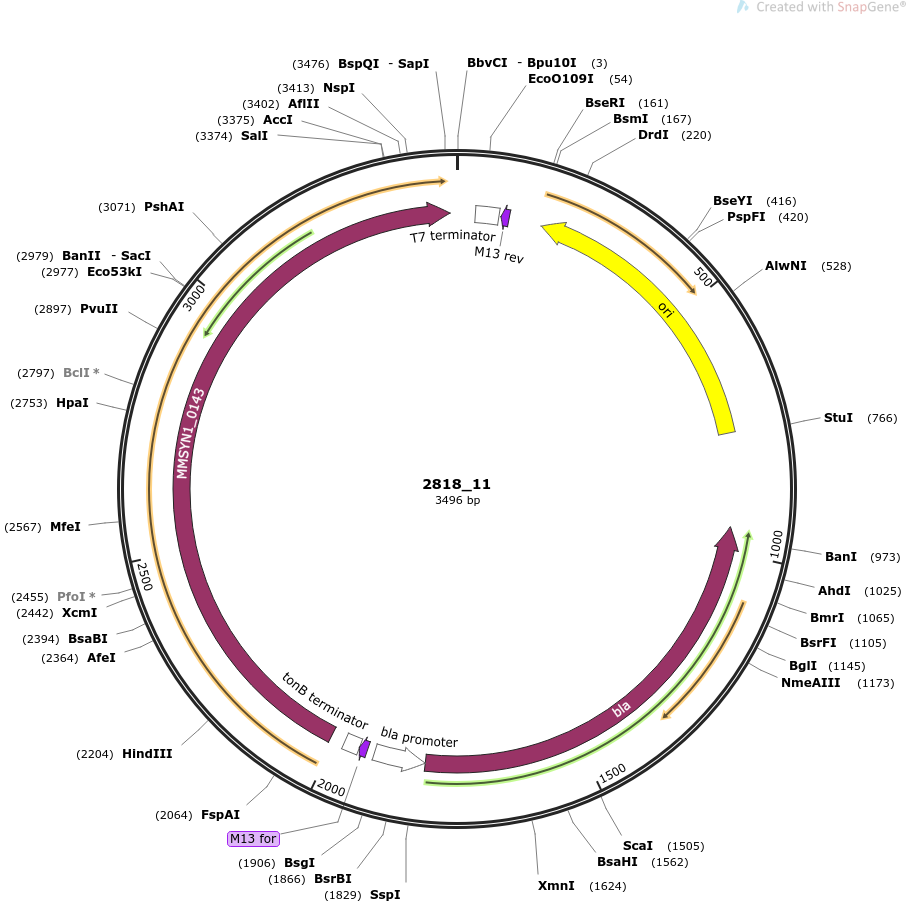 Created with SnapGene®
(3476) BspQI - SapI
BbvCI - Bpu10I (3)
EcoO109I (54)
(3413) NspI
(3402) AflII
(3375) AccI
(3374) SalI
BseRI (161)
BsmI (167)
DrdI (220)
(3071) PshAI
BseYI (416)
PspFI (420)
T7 terminator
M13 rev
(2979) BanII - SacI
(2977) Eco53kI
AlwNI (528)
500
3000
(2897) PvuII
ori
(2797) BclI *
(2753) HpaI
MMSYN1_0143
StuI (766)
2818_11
3496 bp
(2567) MfeI
1000
BanI (973)
2500
AhdI (1025)
(2455) PfoI *
(2442) XcmI
BmrI (1065)
(2394) BsaBI
BsrFI (1105)
(2364) AfeI
BglI (1145)
NmeAIII (1173)
tonB terminator
bla promoter
bla
(2204) HindIII
1500
2000
(2064) FspAI
M13 for
ScaI (1505)
(1906) BsgI
BsaHI (1562)
(1866) BsrBI
XmnI (1624)
(1829) SspI